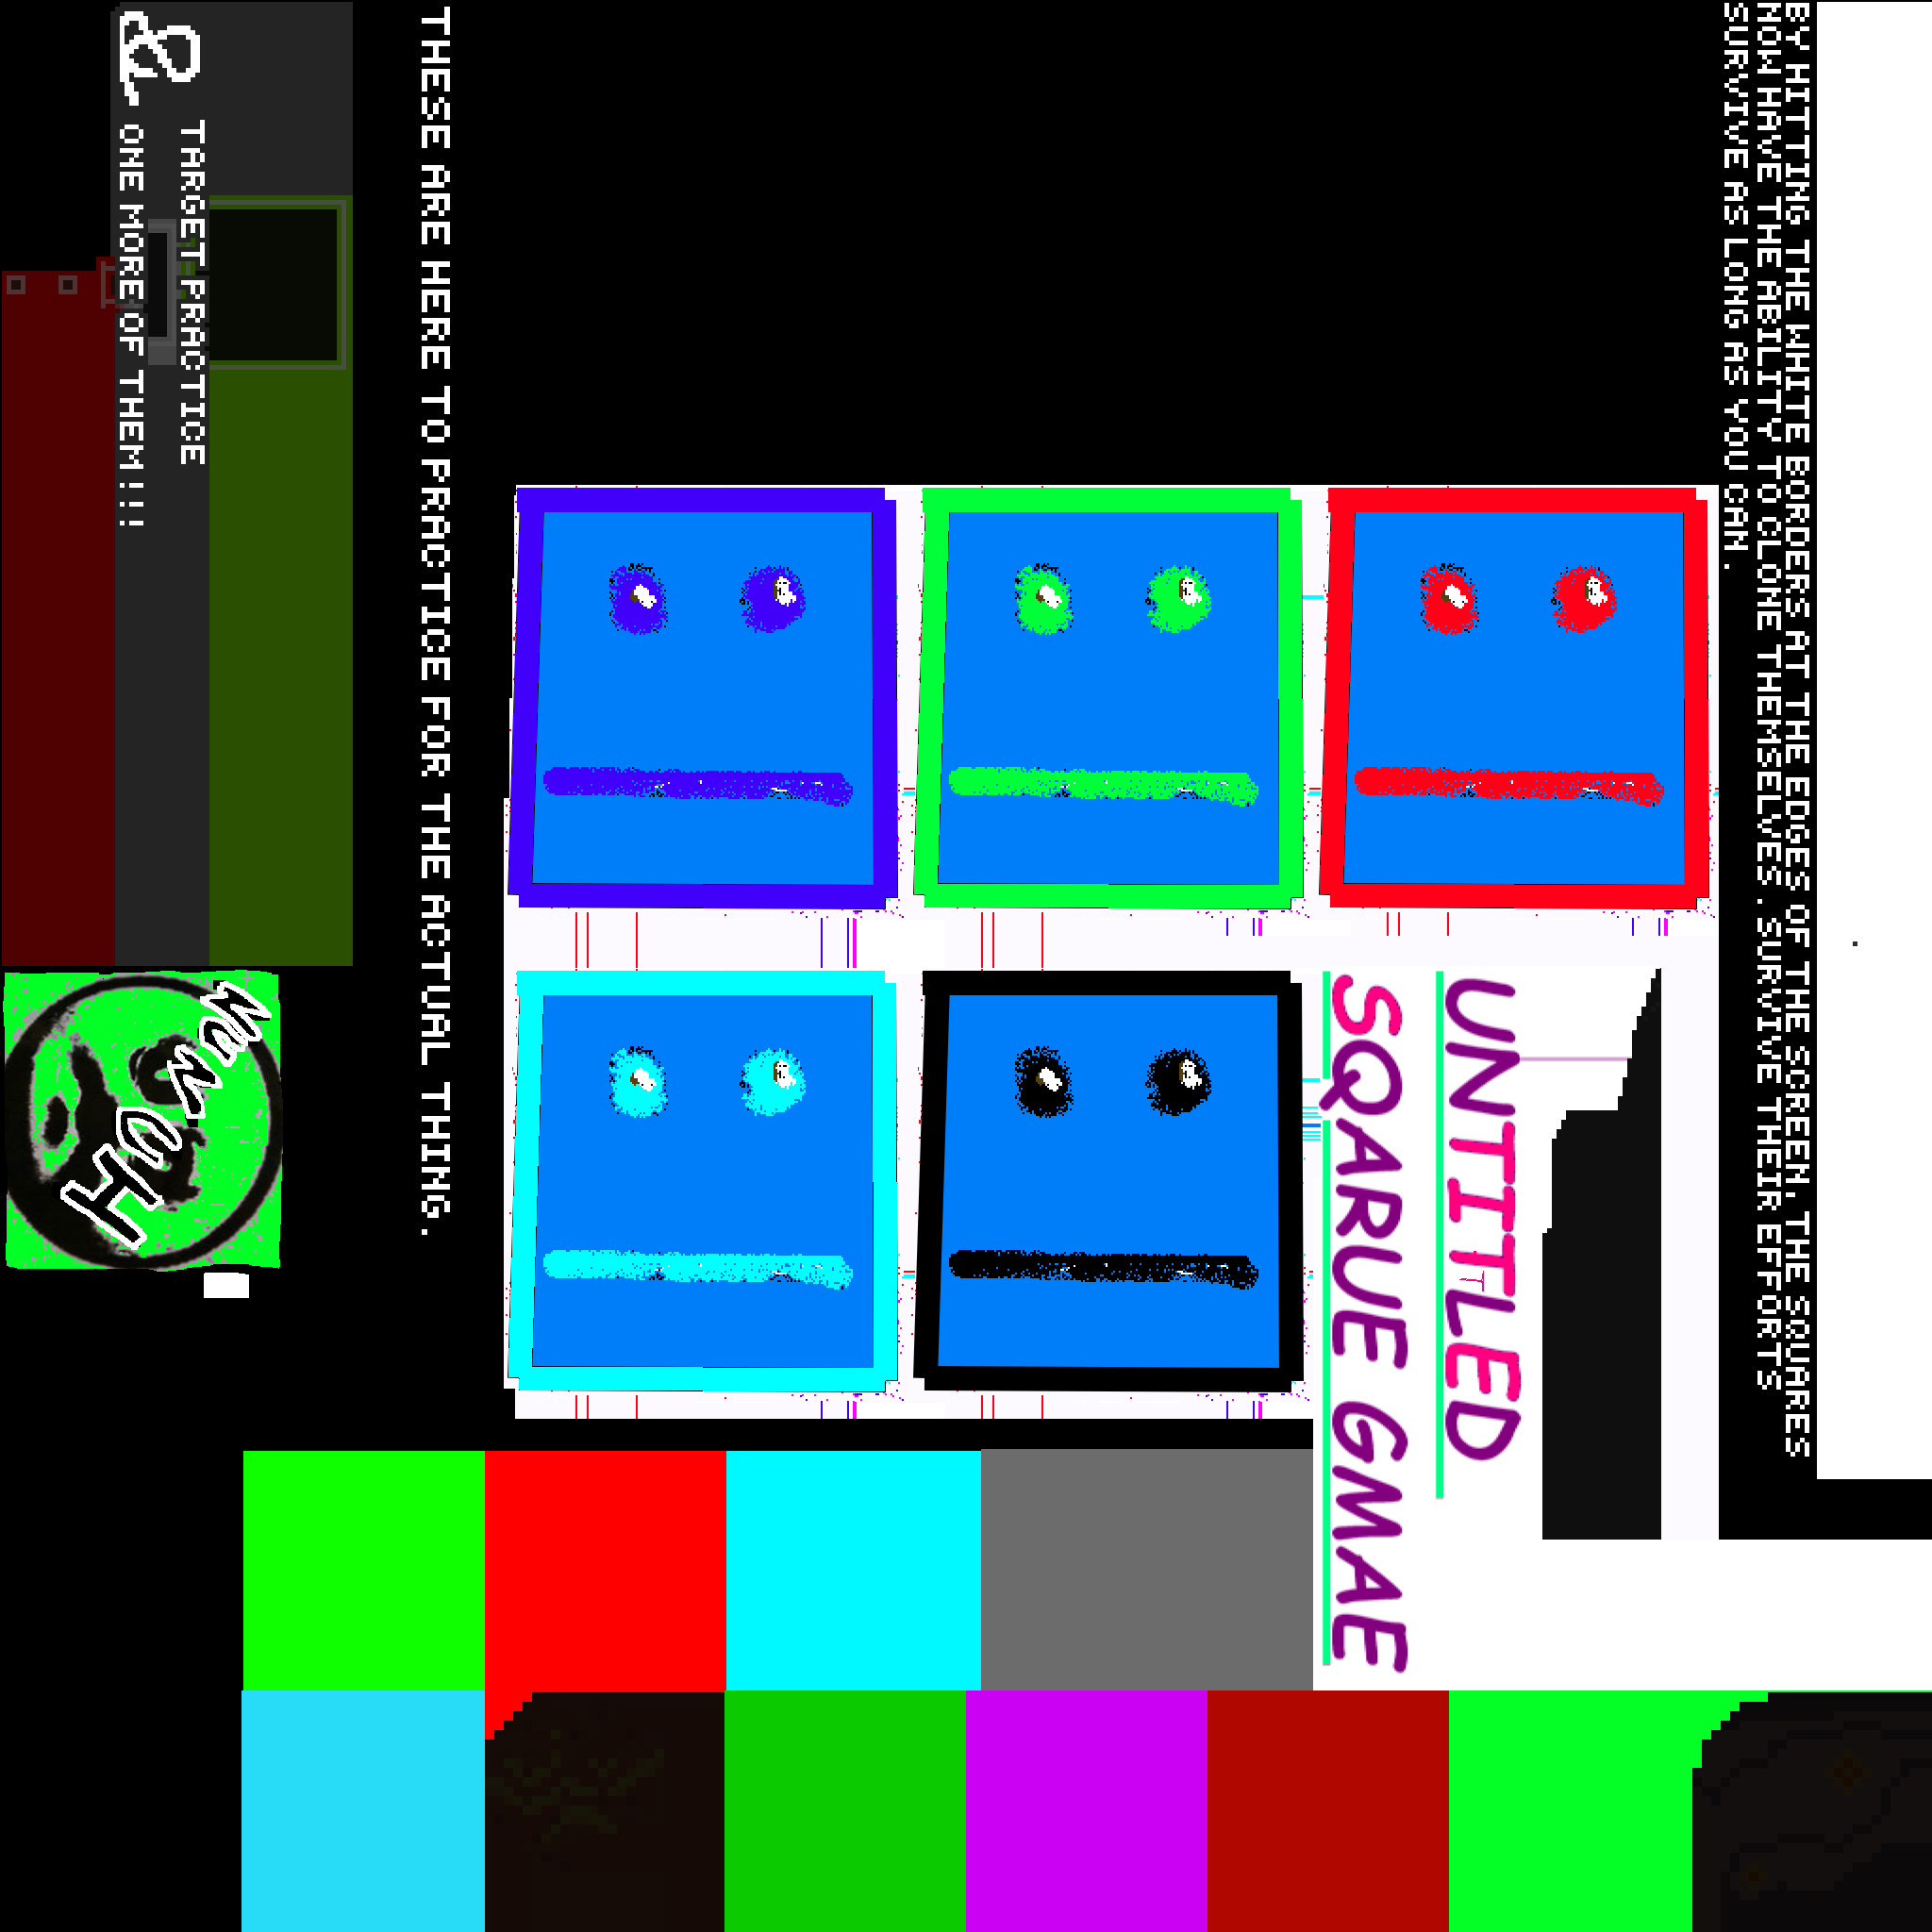 BY HITTING THE WHITE BORDERS AT THE EDGES OF THE SCREEN, THE SQUARES
NOW HAVE THE ABILITY TO CLONE THEMSELVES. SURVIVE THEIR EFFORTS
SURVIVE AS LONG AS YOU CAN.
UNTITLED
SQARUE GMAE
THESE ARE HERE TO PRACTICE FOR THE ACTUAL THING.
TARGET PRACTICE
& ONE MORE OF THEM!!!
MUNCH